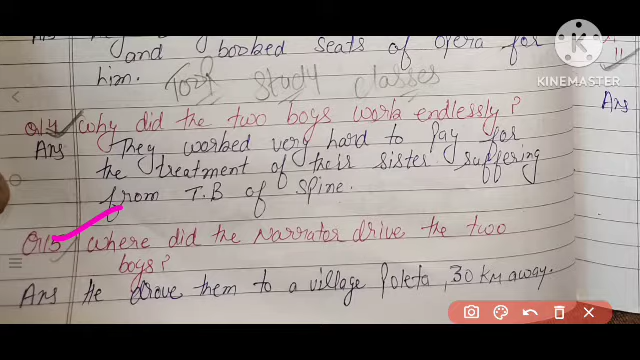 and booked seats of opera for
him.
Toof Study Classes
KINEMASTER
Q14 Why did the two boys work endlessly?
Ans They worked very hard to Pay for
the treatment of their sister suffering
from T.B of spine.
Q15 where did the Narrator drive the two
boys?
Ans He drove them to a village Poleta, 30 KM away.
11
Ans